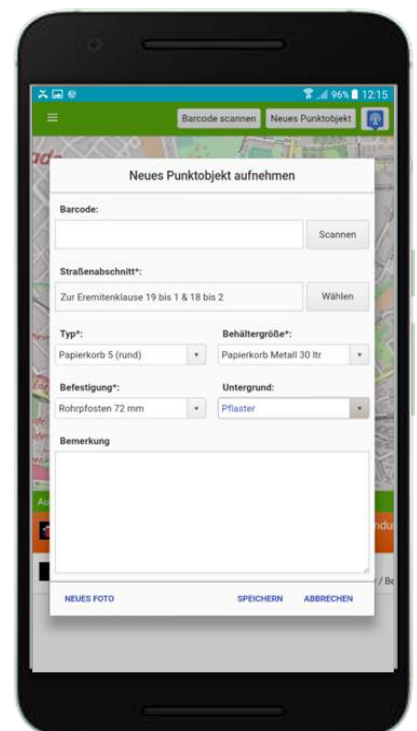 96% 12:15
Barcode scannen Neues Punktobjekt
Neues Punktobjekt aufnehmen
Barcode:
Scannen
Straßenabschnitt*:
Zur Eremitenklause 19 bis 1 & 18 bis 2 Wählen
Typ*: Behältergröße*:
Papierkorb 5 (rund) Papierkorb Metall 30 ltr
Befestigung*: Untergrund:
Rohrpfosten 72 mm Pflaster
Bemerkung
NEUES FOTO SPEICHERN ABBRECHEN